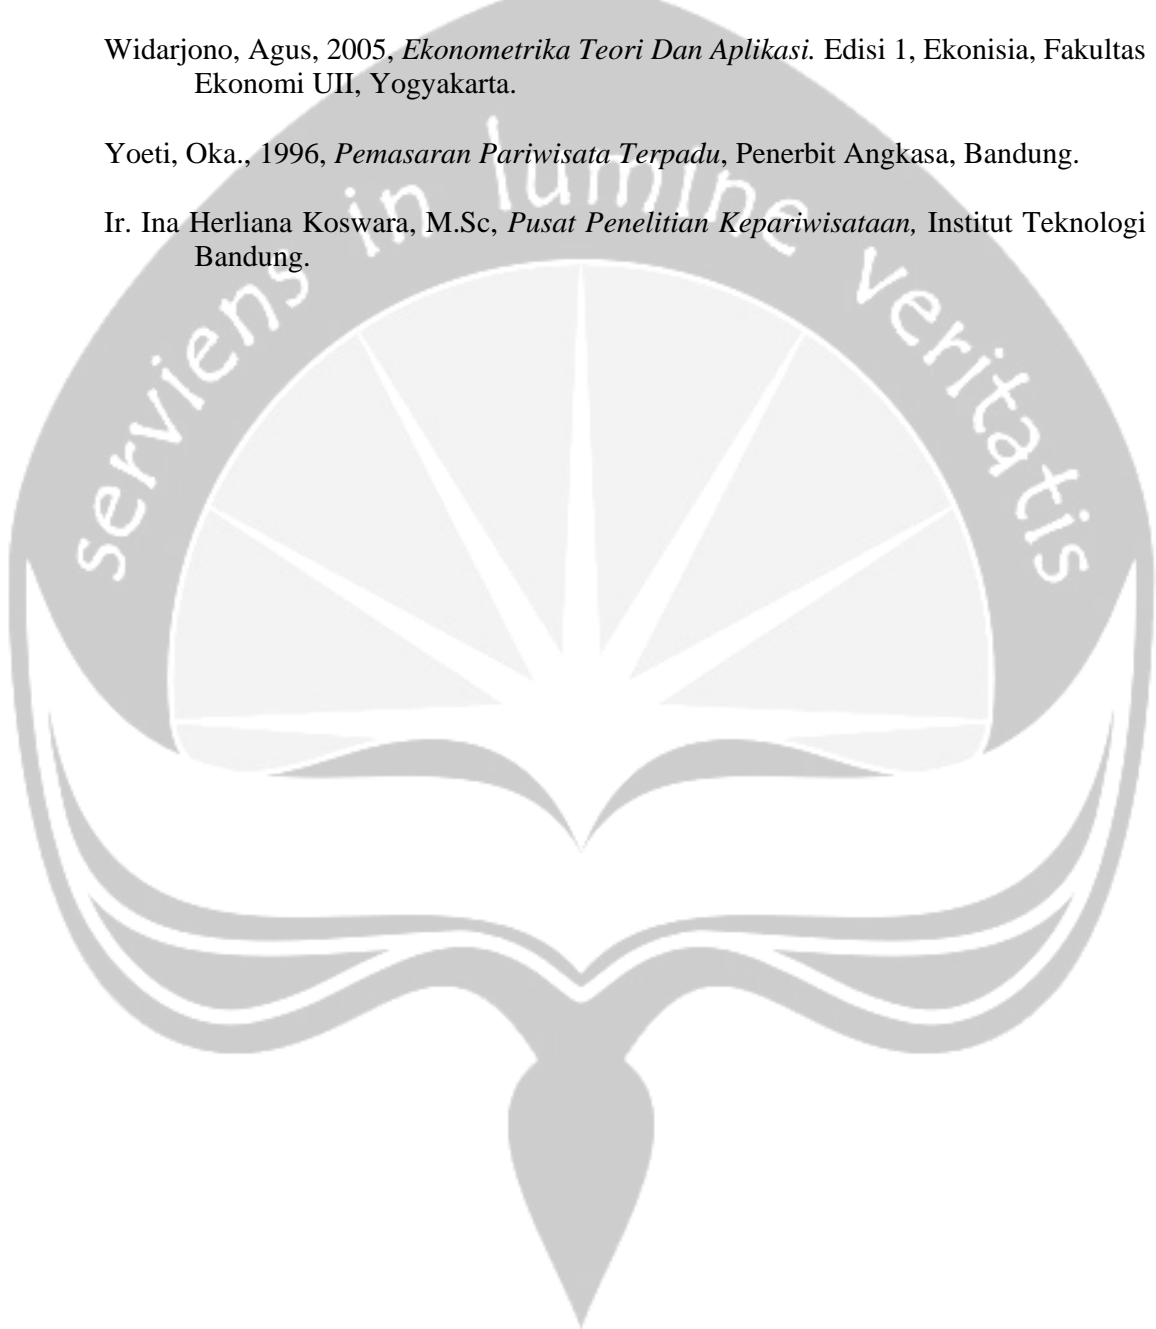 Widarjono, Agus, 2005, Ekonometrika Teori Dan Aplikasi. Edisi 1, Ekonisia, Fakultas
Ekonomi UII, Yogyakarta.
Yoeti, Oka., 1996, Pemasaran Pariwisata Terpadu, Penerbit Angkasa, Bandung.
Ir. Ina Herliana Koswara, M.Sc, Pusat Penelitian Kepariwisataan, Institut Teknologi
Bandung.
serviens in lumine veritatis